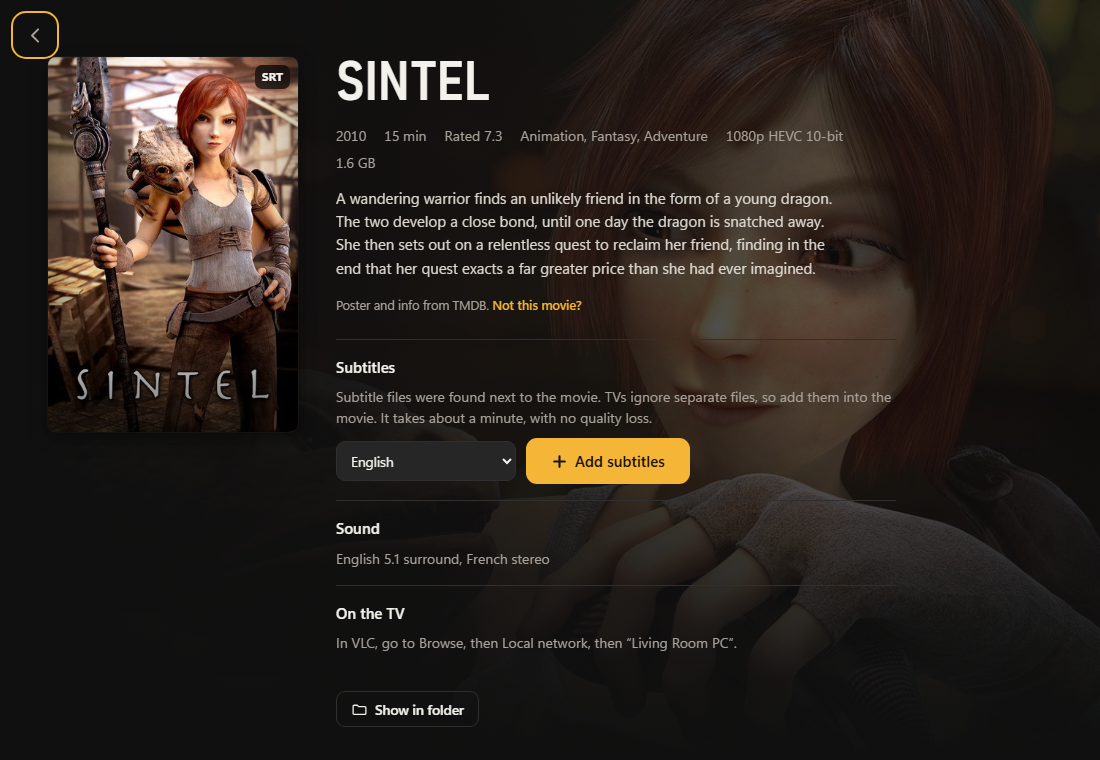 SRT
SINTEL
SINTEL
2010 15 min Rated 7.3 Animation, Fantasy, Adventure 1080p HEVC 10-bit
1.6 GB
A wandering warrior finds an unlikely friend in the form of a young dragon.
The two develop a close bond, until one day the dragon is snatched away.
She then sets out on a relentless quest to reclaim her friend, finding in the
end that her quest exacts a far greater price than she had ever imagined.
Poster and info from TMDB. Not this movie?
Subtitles
Subtitle files were found next to the movie. TVs ignore separate files, so add them into the
movie. It takes about a minute, with no quality loss.
English
+ Add subtitles
Sound
English 5.1 surround, French stereo
On the TV
In VLC, go to Browse, then Local network, then “Living Room PC”.
Show in folder